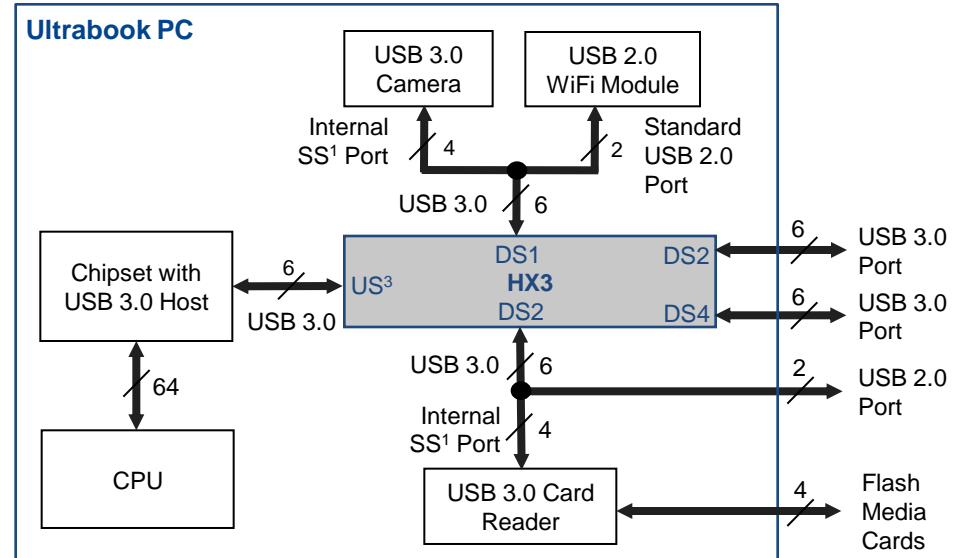 Ultrabook PC
USB 3.0
Camera
USB 2.0
WiFi Module
Internal
SS¹ Port
4
2
Standard
USB 2.0
Port
USB 3.0
6
Chipset with
USB 3.0 Host
6
USB 3.0
US³
DS1
HX3
DS2
DS2
DS4
6
USB 3.0
Port
6
USB 3.0
Port
64
CPU
USB 3.0
6
2
USB 2.0
Port
Internal
SS¹ Port
4
USB 3.0 Card
Reader
4
Flash
Media
Cards